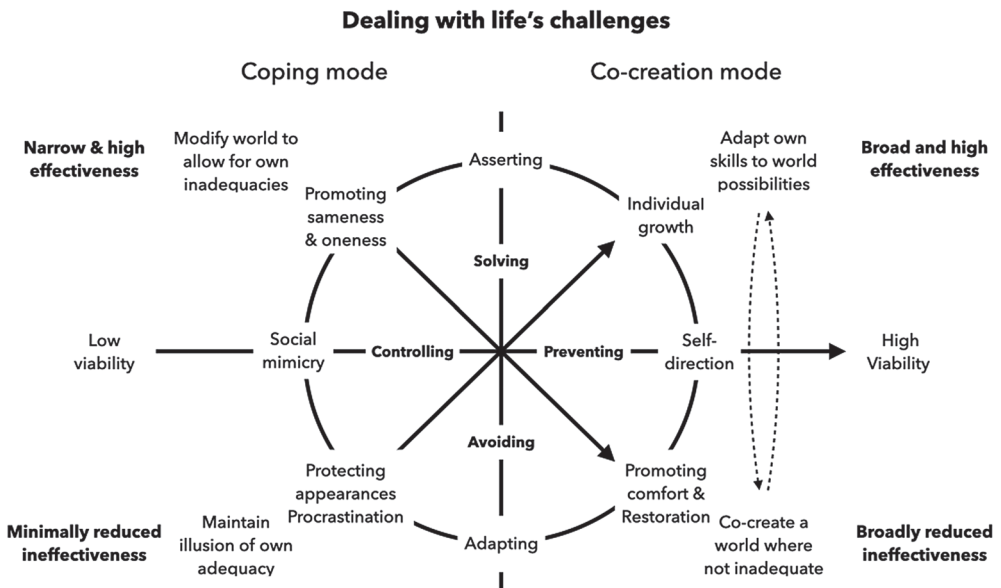 Dealing with life's challenges
Coping mode
Co-creation mode
Narrow & high
effectiveness
Modify world to
allow for own
inadequacies
Asserting
Adapt own
skills to world
possibilities
Broad and high
effectiveness
Promoting
sameness
& oneness
Individual
growth
Solving
Low
viability
Social
mimicry
Controlling
Preventing
Self-
direction
High
Viability
Avoiding
Protecting
appearances
Procrastination
Promoting
comfort &
Restoration
Minimally reduced
ineffectiveness
Maintain
illusion of own
adequacy
Adapting
Co-create a
world where
not inadequate
Broadly reduced
ineffectiveness